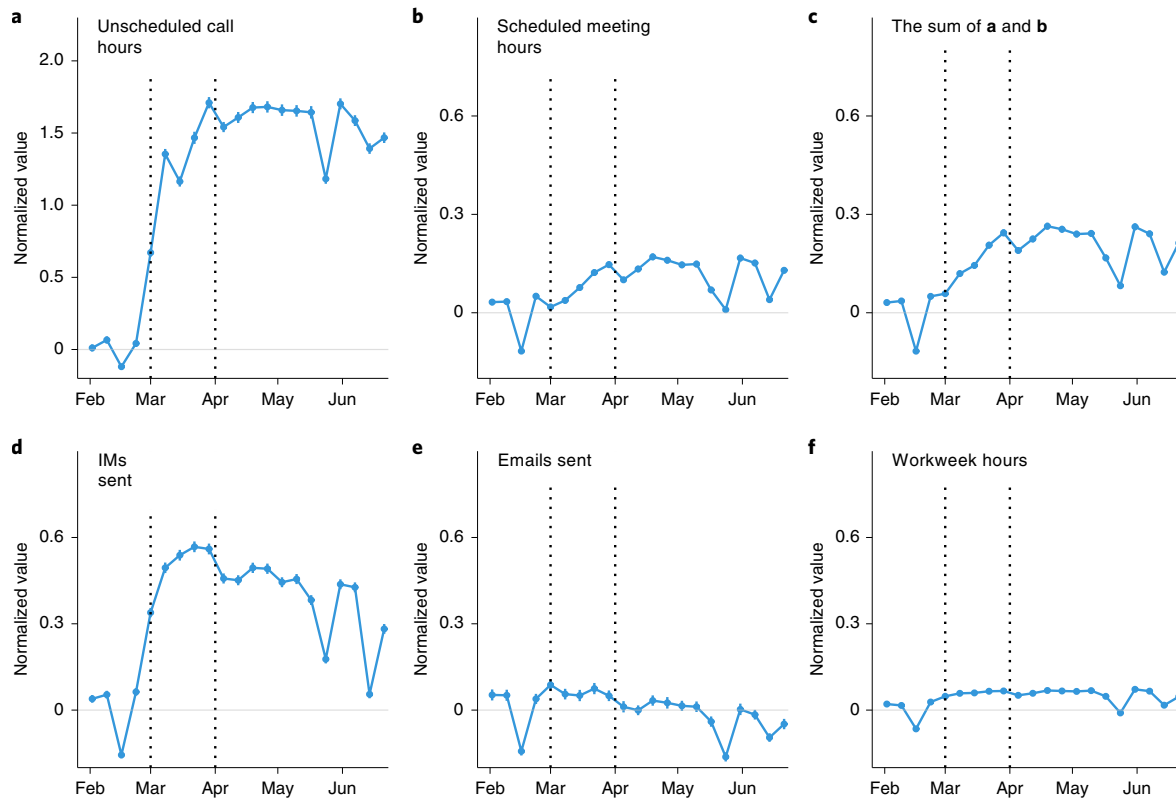 a
Unscheduled call
hours
Normalized value
2.0
1.5
1.0
0.5
0
Feb Mar Apr May Jun
b
Scheduled meeting
hours
Normalized value
0.6
0.3
0
Feb Mar Apr May Jun
c
The sum of a and b
Normalized value
0.6
0.3
0
Feb Mar Apr May Jun
d
IMs
sent
Normalized value
0.6
0.3
0
Feb Mar Apr May Jun
e
Emails sent
Normalized value
0.6
0.3
0
Feb Mar Apr May Jun
f
Workweek hours
Normalized value
0.6
0.3
0
Feb Mar Apr May Jun